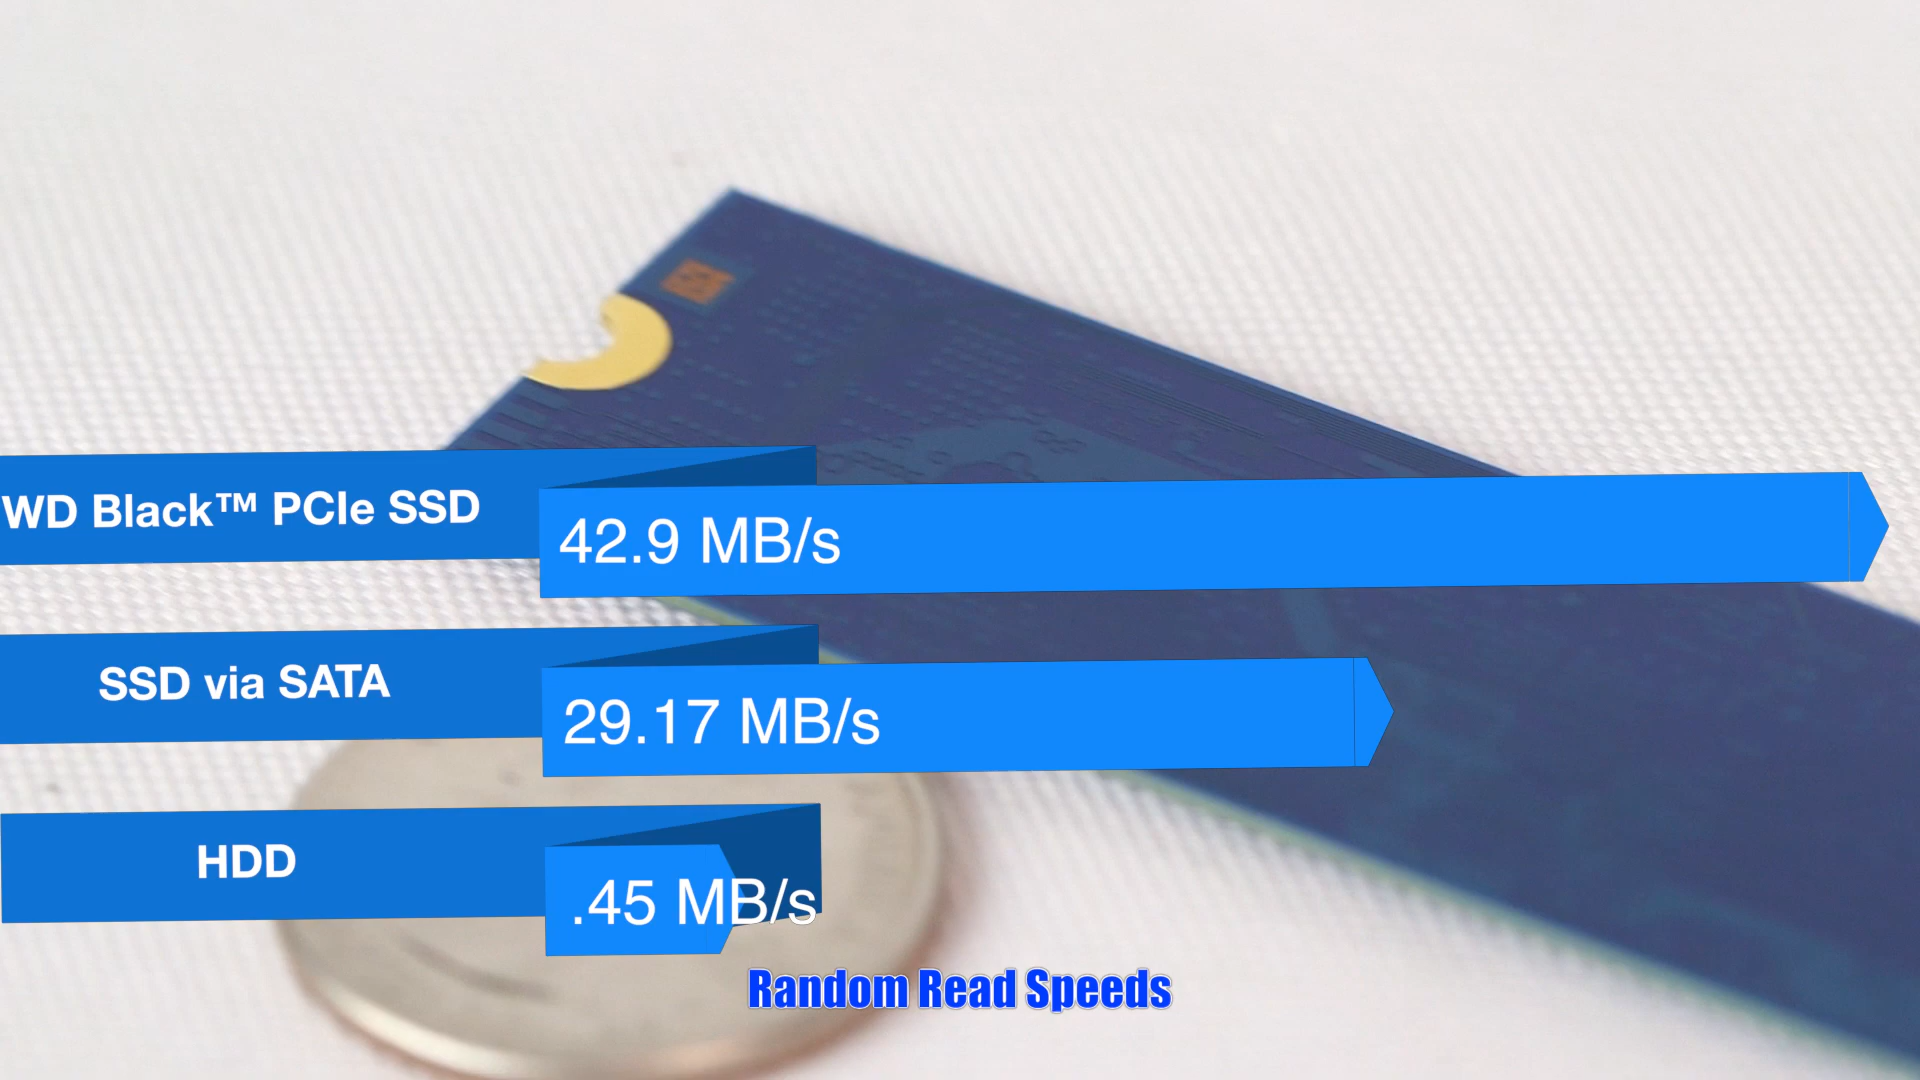 WD Black™ PCIe SSD
42.9 MB/s
SSD via SATA
29.17 MB/s
HDD
.45 MB/s
Random Read Speeds